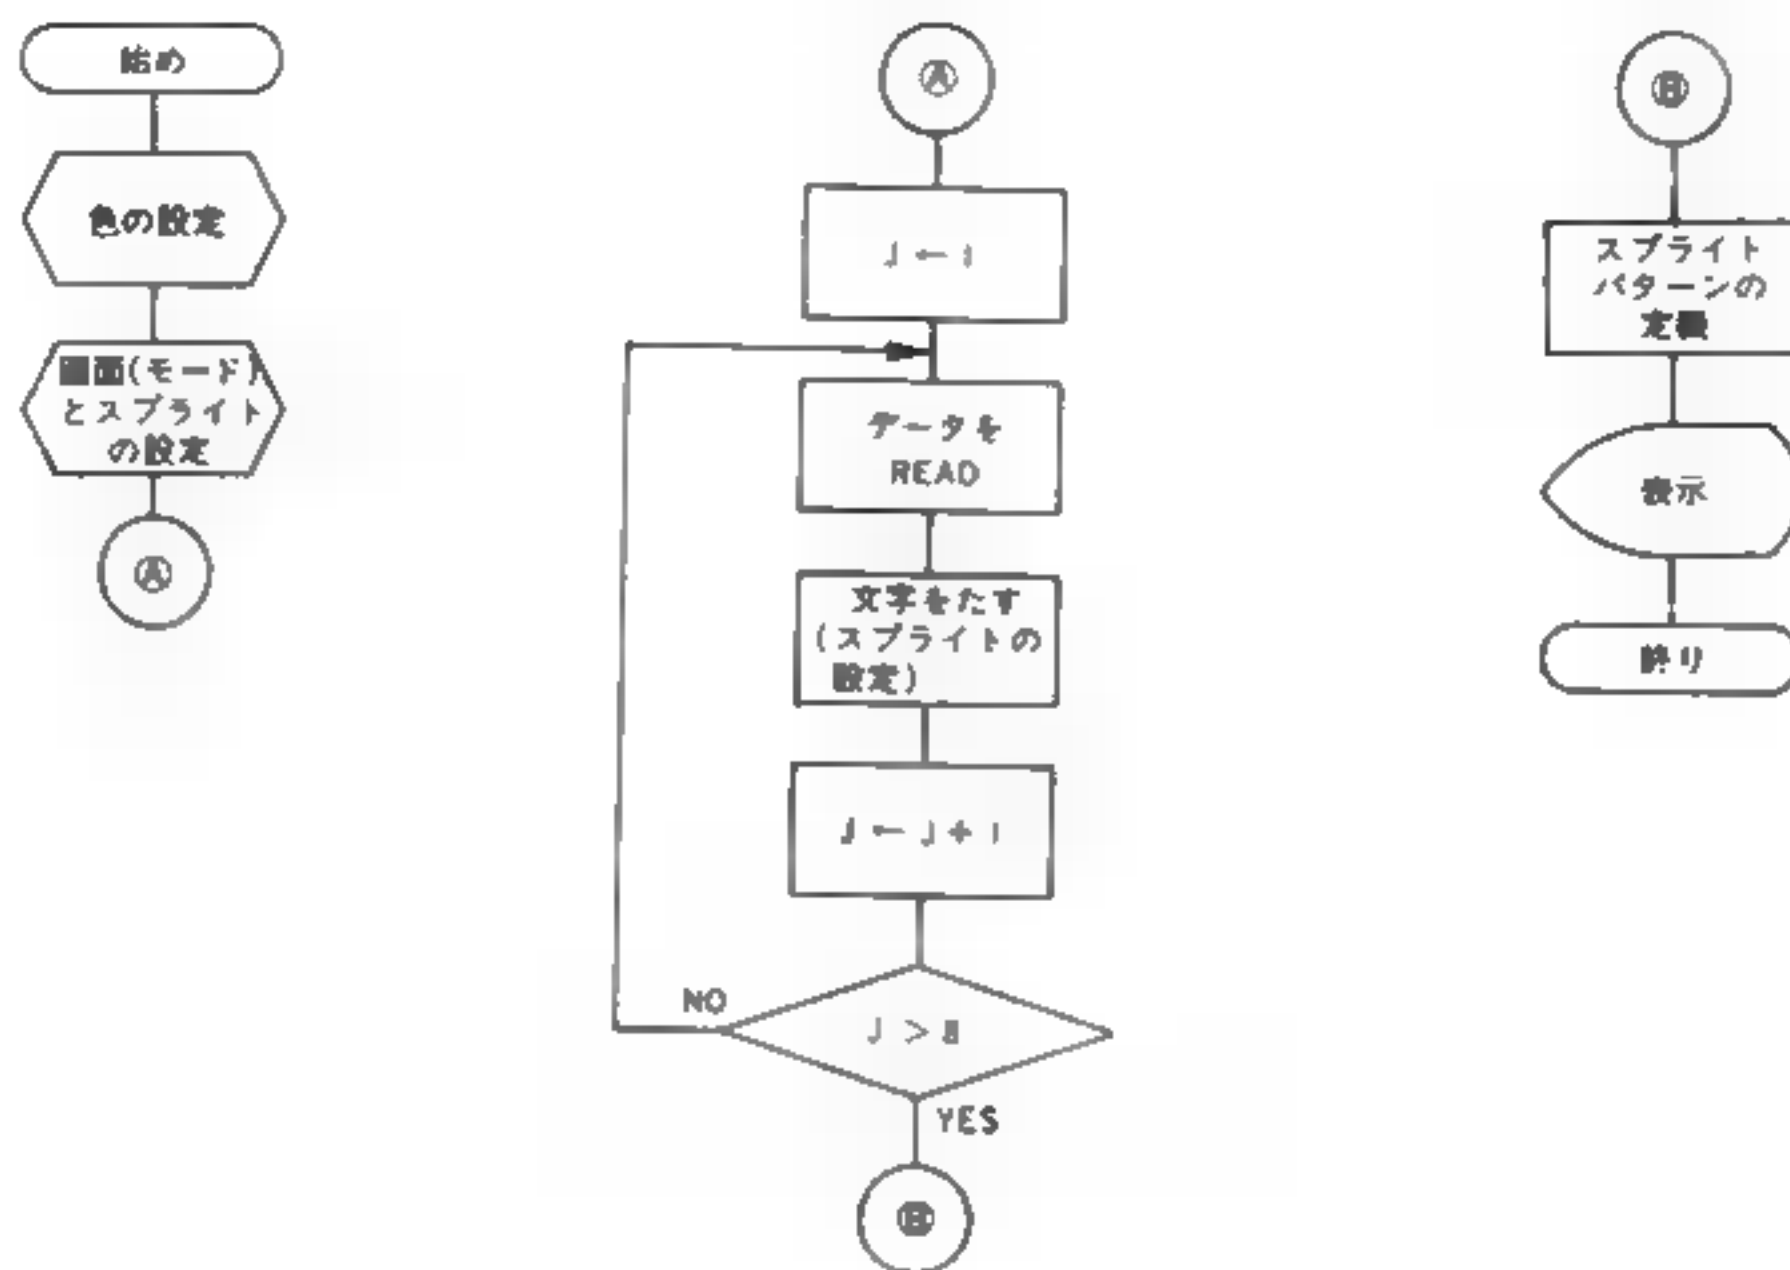 始め
色の設定
画面(モード)
とスプライト
の設定
Ⓐ
Ⓐ
J ← 1
データを
READ
文字をたす
(スプライトの
設定)
J ← J + 1
NO
J > 8
YES
Ⓑ
Ⓑ
スプライト
パターンの
定義
表示
終り